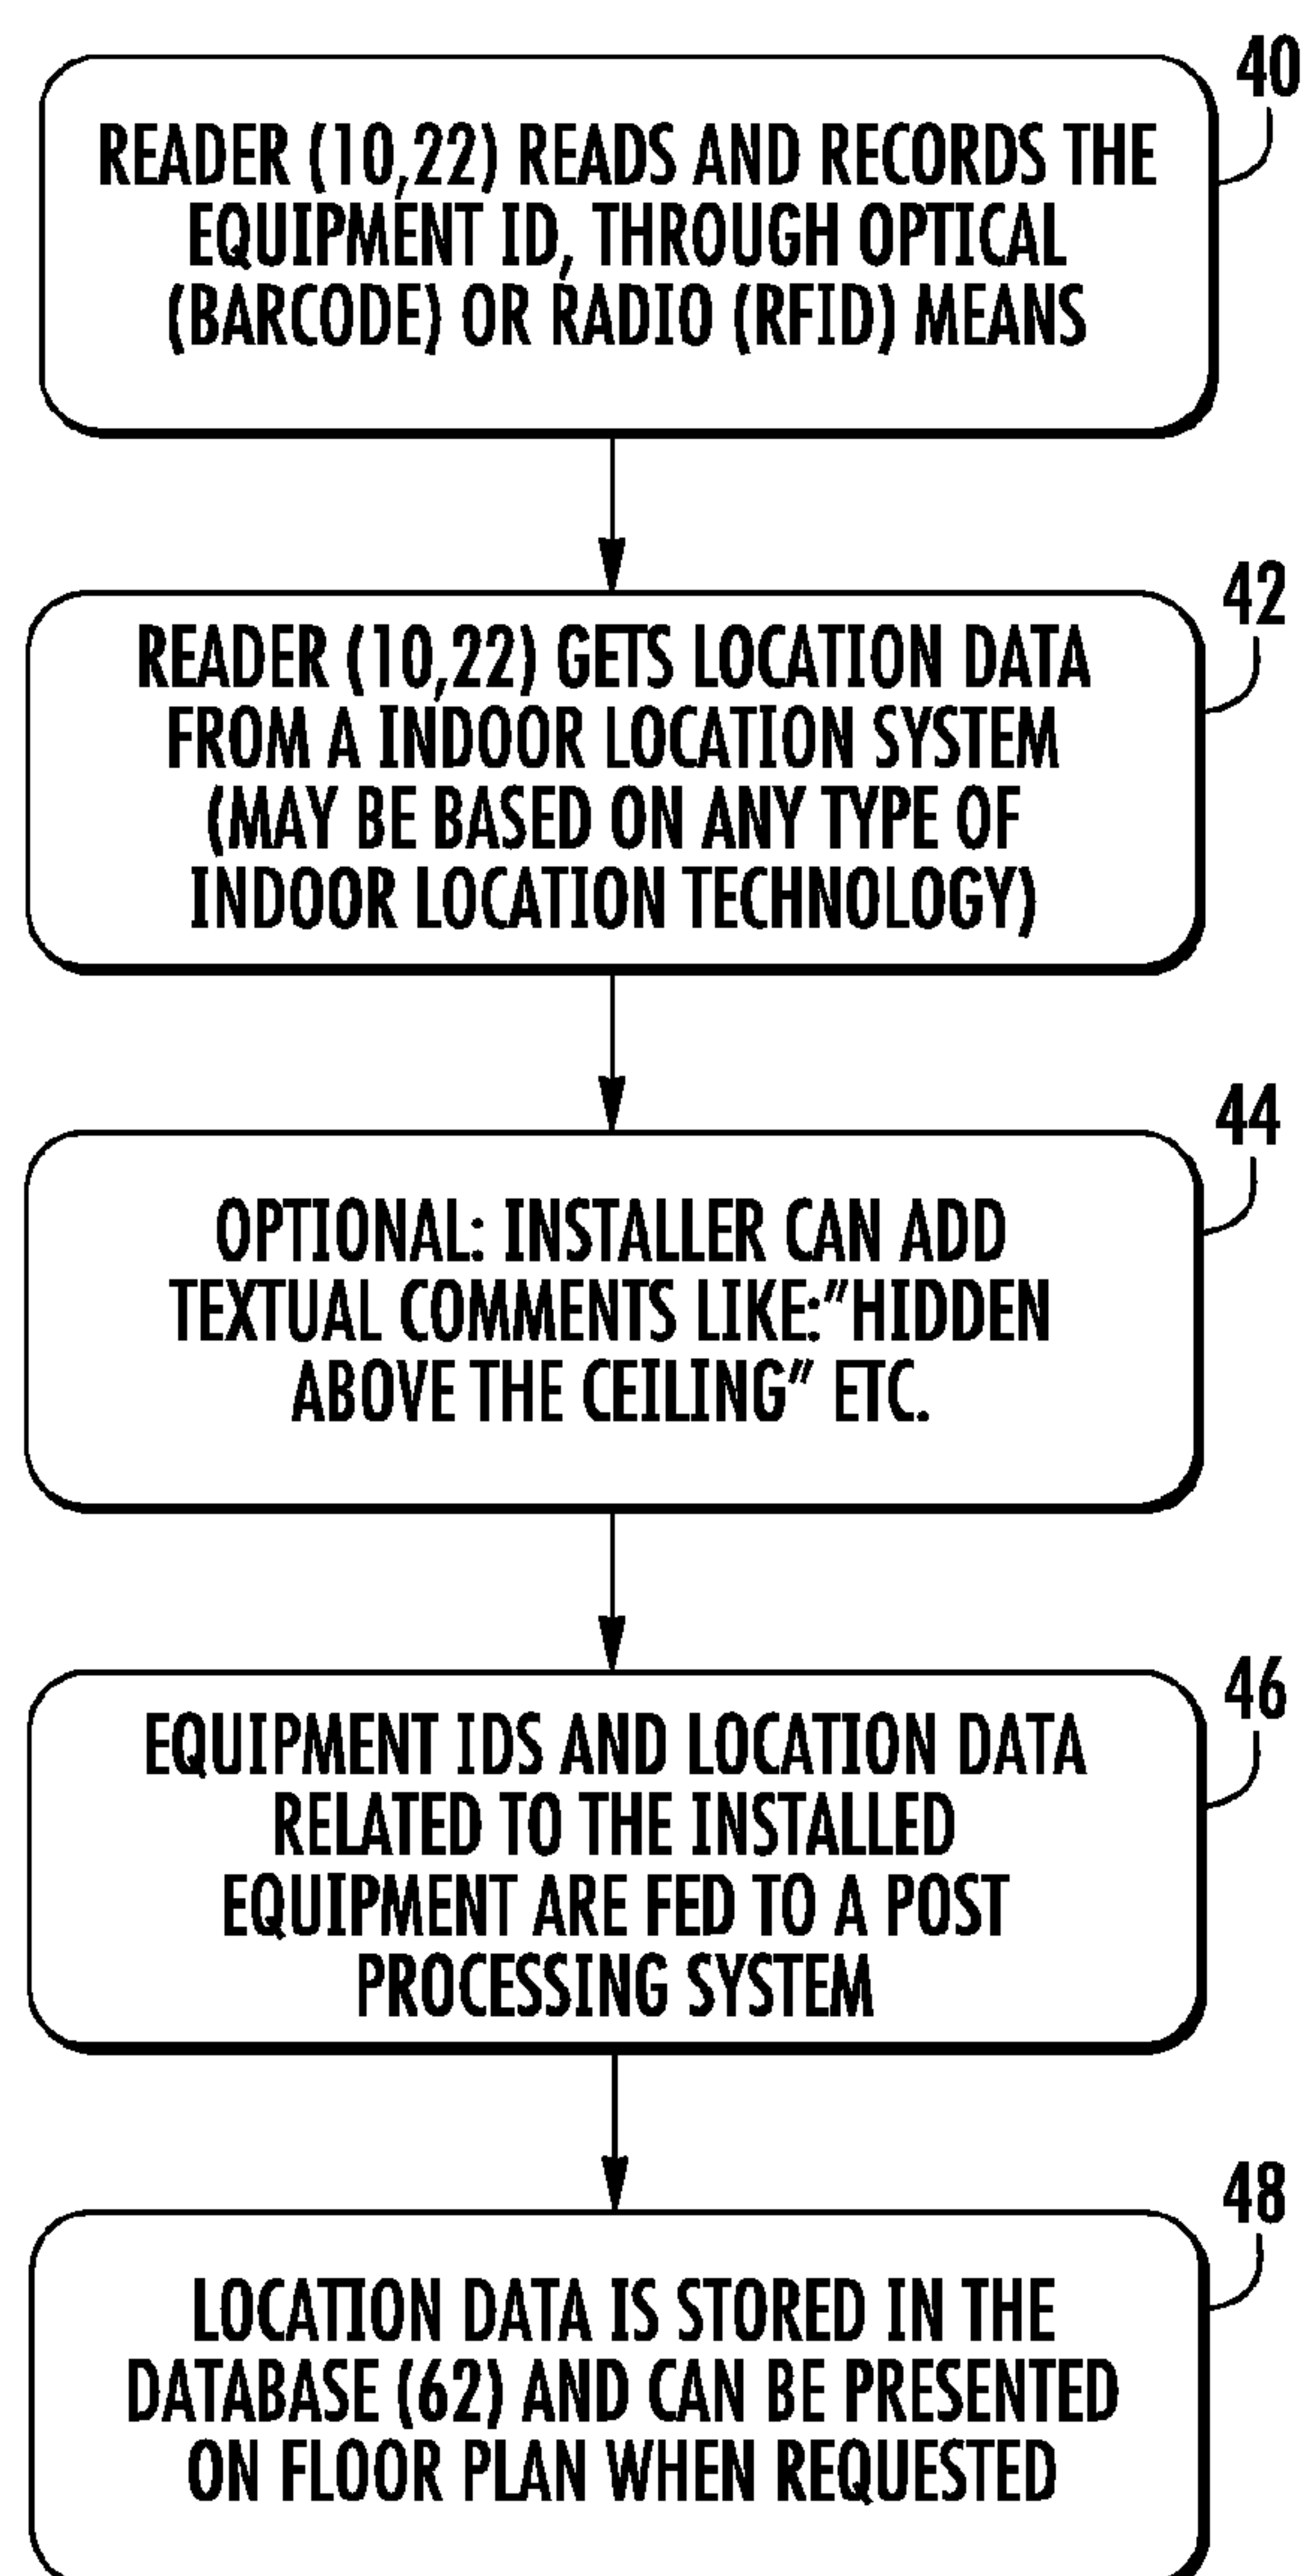 40
READER (10,22) READS AND RECORDS THE
EQUIPMENT ID, THROUGH OPTICAL
(BARCODE) OR RADIO (RFID) MEANS
42
READER (10,22) GETS LOCATION DATA
FROM A INDOOR LOCATION SYSTEM
(MAY BE BASED ON ANY TYPE OF
INDOOR LOCATION TECHNOLOGY)
44
OPTIONAL: INSTALLER CAN ADD
TEXTUAL COMMENTS LIKE:"HIDDEN
ABOVE THE CEILING" ETC.
46
EQUIPMENT IDS AND LOCATION DATA
RELATED TO THE INSTALLED
EQUIPMENT ARE FED TO A POST
PROCESSING SYSTEM
48
LOCATION DATA IS STORED IN THE
DATABASE (62) AND CAN BE PRESENTED
ON FLOOR PLAN WHEN REQUESTED